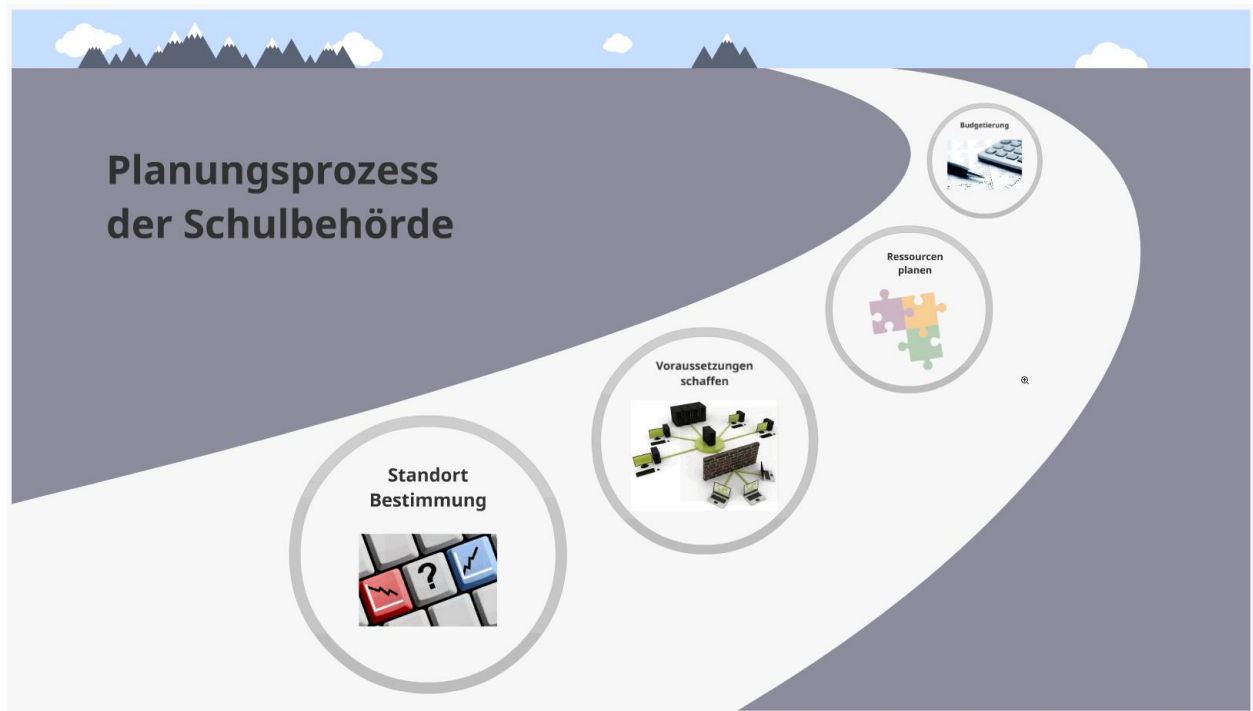 Planungsprozess
der Schulbehörde
Budgetierung
Ressourcen
planen
Voraussetzungen
schaffen
Standort
Bestimmung
?